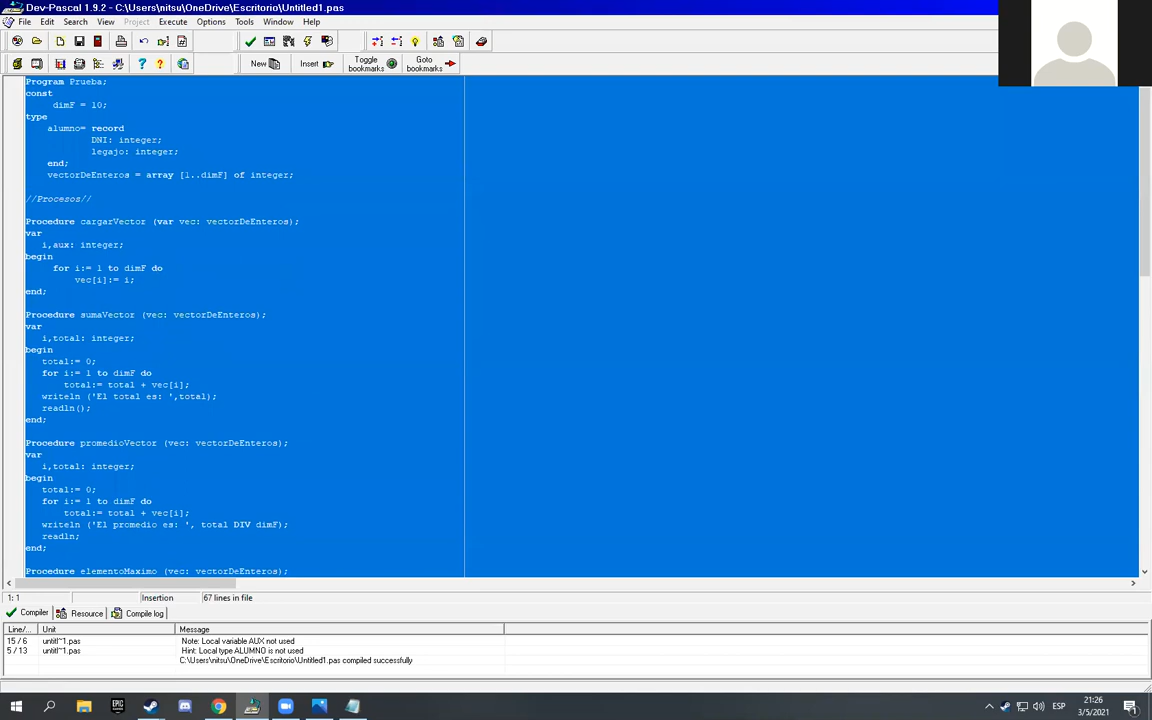 Dev-Pascal 1.9.2 - C:\Users\nitsu\OneDrive\Escritorio\Untitled1.pas
File Edit Search View Project Execute Options Tools Window Help
New Insert Toggle bookmarks Goto bookmarks
Program Prueba;
const
dimF = 10;
type
alumno= record
DNI: integer;
legajo: integer;
end;
vectorDeEnteros = array [1..dimF] of integer;
//Procesos//
Procedure cargarVector (var vec: vectorDeEnteros);
var
i,aux: integer;
begin
for i:= 1 to dimF do
vec[i]:= i;
end;
Procedure sumaVector (vec: vectorDeEnteros);
var
i,total: integer;
begin
total:= 0;
for i:= 1 to dimF do
total:= total + vec[i];
writeln ('El total es: ',total);
readln();
end;
Procedure promedioVector (vec: vectorDeEnteros);
var
i,total: integer;
begin
total:= 0;
for i:= 1 to dimF do
total:= total + vec[i];
writeln ('El promedio es: ', total DIV dimF);
readln;
end;
Procedure elementoMaximo (vec: vectorDeEnteros);
1: 1 Insertion 67 lines in file
Compiler Resource Compiler log
Line/... Unit Message
15 / 6 untitl~1.pas Note: Local variable AUX not used
5 / 13 untitl~1.pas Hint: Local type ALUMNO is not used
C:\Users\nitsu\OneDrive\Escritorio\Untitled1.pas compiled successfully
EPIC GAMES
ESP
21:26
3/5/2021
1